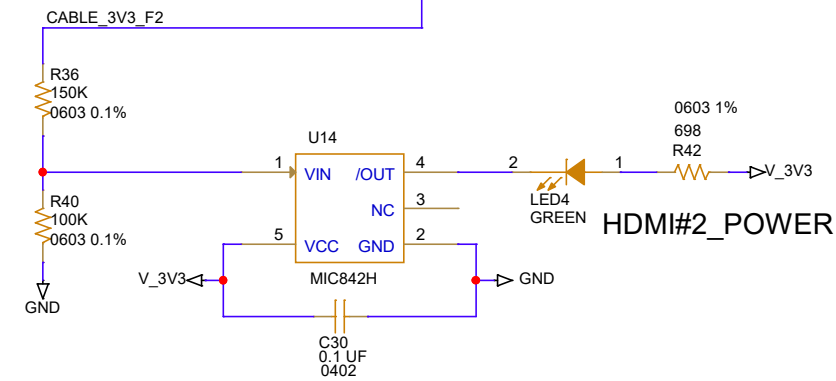 CABLE_3V3_F2
R36
150K
0603 0.1%
0603 1%
698
R42
U14
1
VIN
/OUT
4
2
1
V_3V3
LED4
GREEN
HDMI#2_POWER
R40
100K
0603 0.1%
NC
3
5
VCC
GND
2
V_3V3
MIC842H
GND
GND
C30
0.1 UF
0402